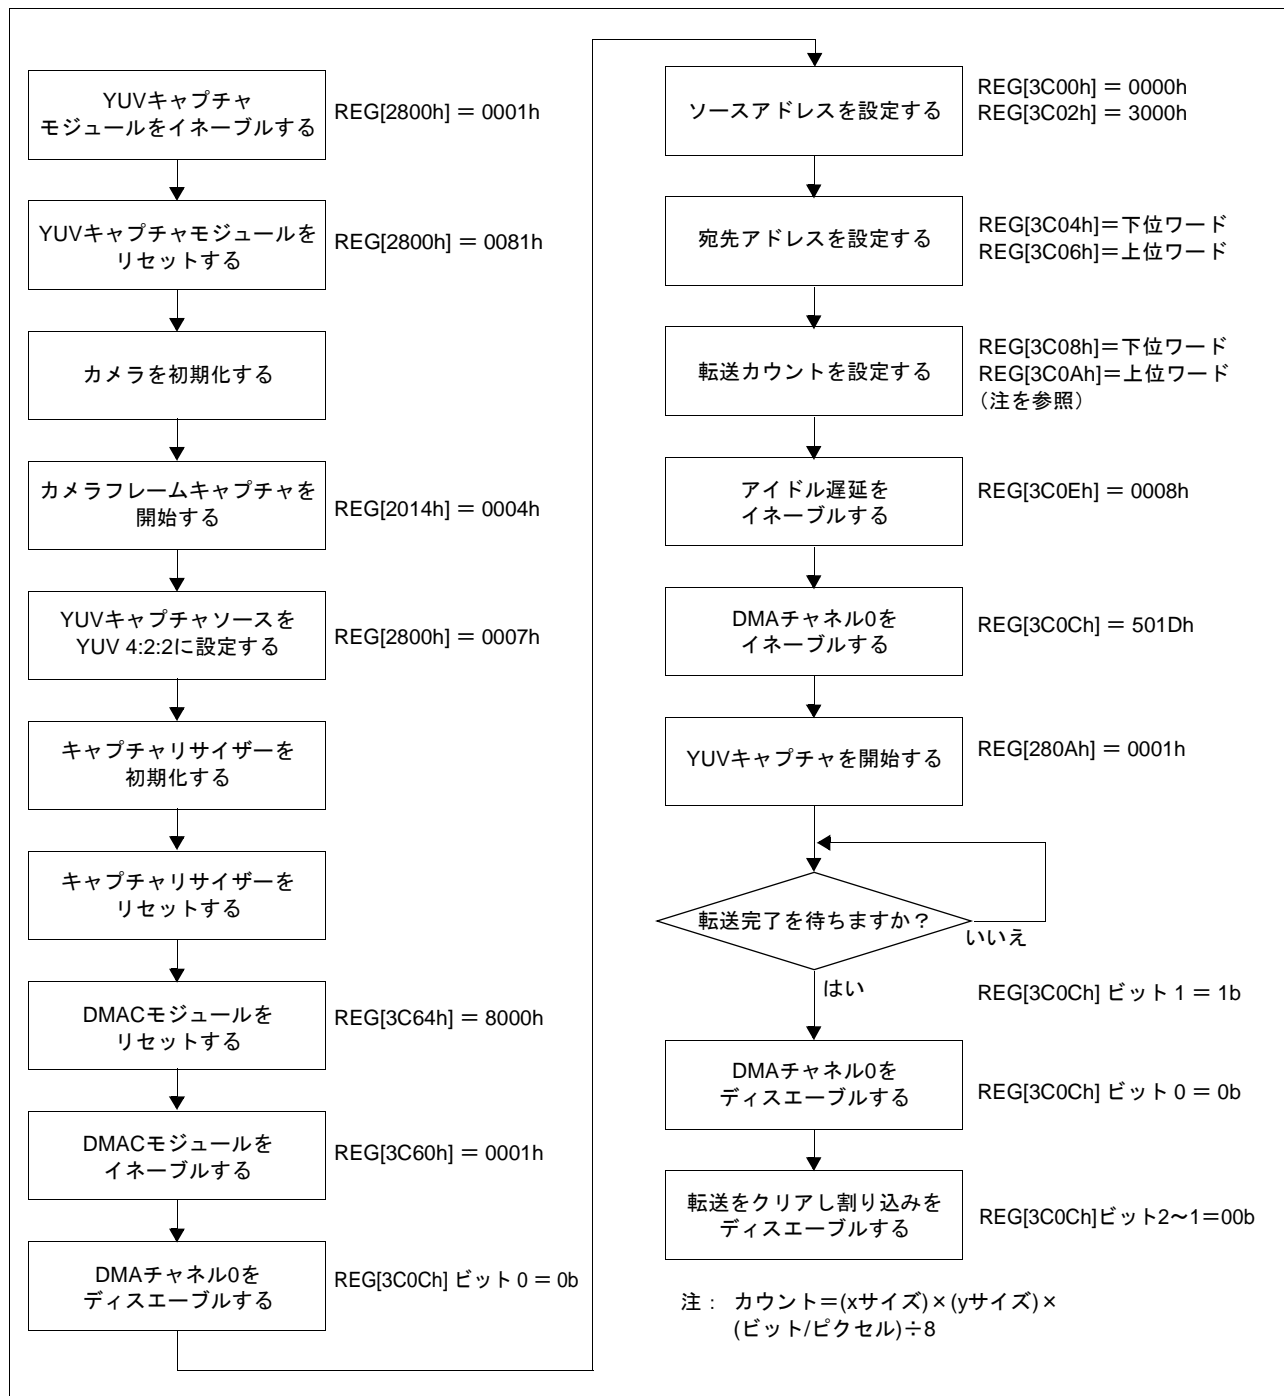 YUVキャプチャ
モジュールをイネーブルする
REG[2800h] ＝ 0001h
YUVキャプチャモジュールを
リセットする
REG[2800h] ＝ 0081h
カメラを初期化する
カメラフレームキャプチャを
開始する
REG[2014h] ＝ 0004h
YUVキャプチャソースを
YUV 4:2:2に設定する
REG[2800h] ＝ 0007h
キャプチャリサイザーを
初期化する
キャプチャリサイザーを
リセットする
DMACモジュールを
リセットする
REG[3C64h] ＝ 8000h
DMACモジュールを
イネーブルする
REG[3C60h] ＝ 0001h
DMAチャネル0を
ディスエーブルする
REG[3C0Ch] ビット 0 ＝ 0b
ソースアドレスを設定する
REG[3C00h] ＝ 0000h
REG[3C02h] ＝ 3000h
宛先アドレスを設定する
REG[3C04h]＝下位ワード
REG[3C06h]＝上位ワード
転送カウントを設定する
REG[3C08h]＝下位ワード
REG[3C0Ah]＝上位ワード
（注を参照）
アイドル遅延を
イネーブルする
REG[3C0Eh] ＝ 0008h
DMAチャネル0を
イネーブルする
REG[3C0Ch] ＝ 501Dh
YUVキャプチャを開始する
REG[280Ah] ＝ 0001h
転送完了を待ちますか？
いいえ
はい
REG[3C0Ch] ビット 1 ＝ 1b
DMAチャネル0を
ディスエーブルする
REG[3C0Ch] ビット 0 ＝ 0b
転送をクリアし割り込みを
ディスエーブルする
REG[3C0Ch]ビット2～1＝00b
注： カウント＝(xサイズ)×(yサイズ)×
(ビット/ピクセル)÷8